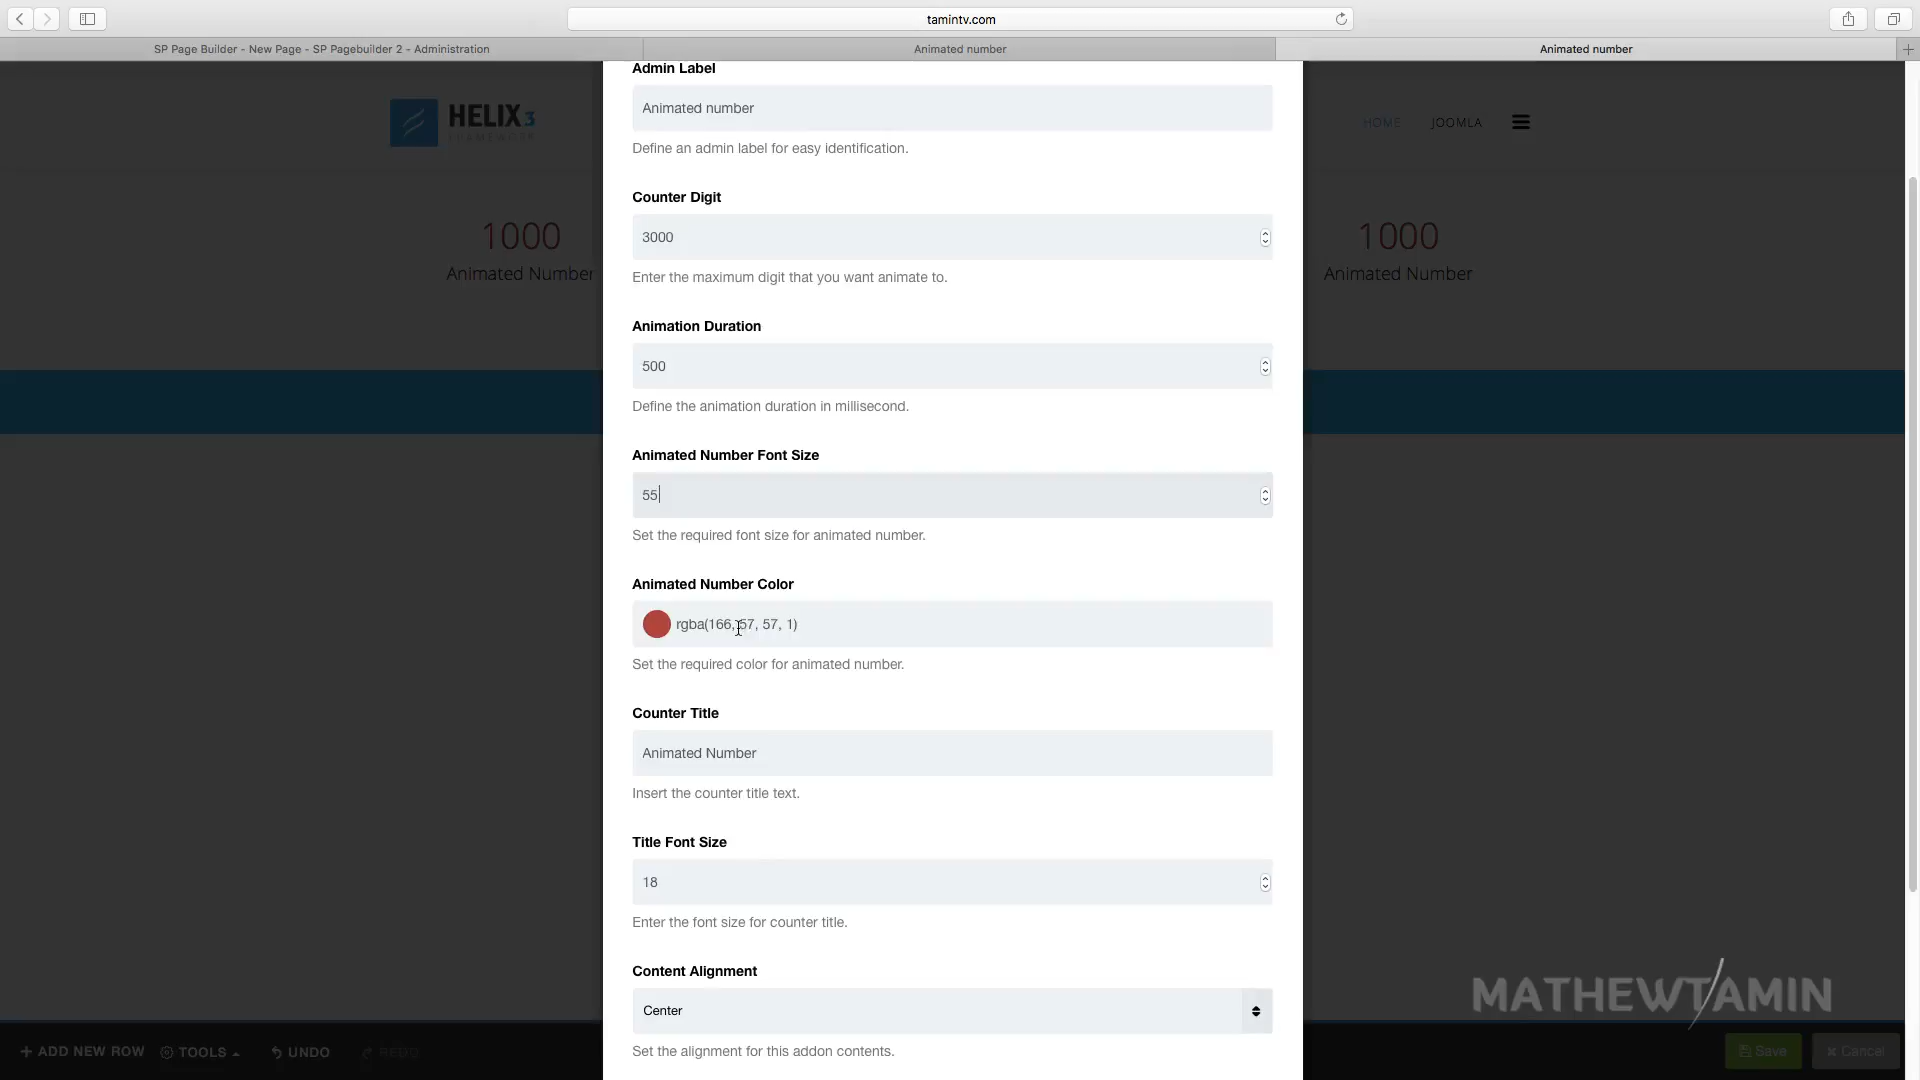 tamintv.com
SP Page Builder - New Page - SP Pagebuilder 2 - Administration
Animated number
Animated number
Admin Label
Animated number
Define an admin label for easy identification.
HELIX3
FRAMEWORK
HOME
JOOMLA
Counter Digit
3000
Enter the maximum digit that you want animate to.
1000
Animated Number
1000
Animated Number
Animation Duration
500
Define the animation duration in millisecond.
Animated Number Font Size
55
Set the required font size for animated number.
Animated Number Color
rgba(166, 57, 57, 1)
Set the required color for animated number.
Counter Title
Animated Number
Insert the counter title text.
Title Font Size
18
Enter the font size for counter title.
Content Alignment
Center
Set the alignment for this addon contents.
MATHEWTAMIN
+ ADD NEW ROW
TOOLS
UNDO
REDO
Save
Cancel